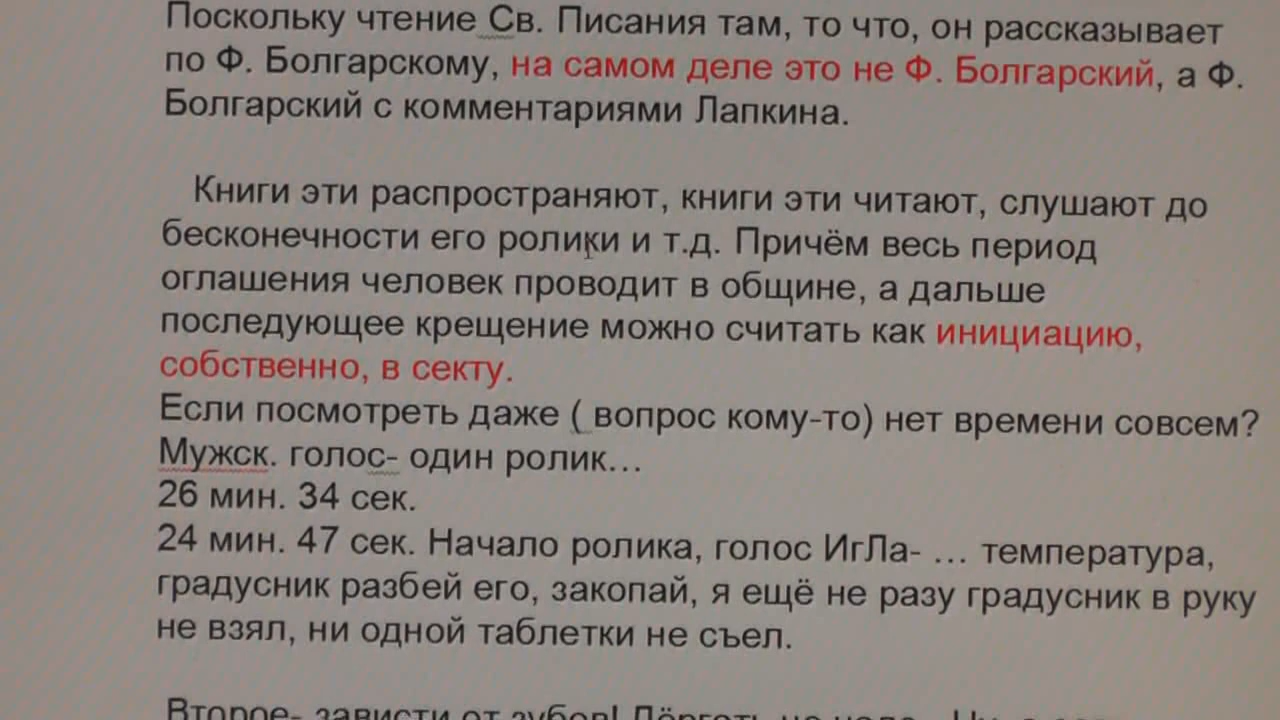 Поскольку чтение Св. Писания там, то что, он рассказывает
по Ф. Болгарскому, на самом деле это не Ф. Болгарский, а Ф.
Болгарский с комментариями Лапкина.
Книги эти распространяют, книги эти читают, слушают до
бесконечности его ролики и т.д. Причём весь период
оглашения человек проводит в общине, а дальше
последующее крещение можно считать как инициацию,
собственно, в секту.
Если посмотреть даже ( вопрос кому-то) нет времени совсем?
Мужск. голос- один ролик...
26 мин. 34 сек.
24 мин. 47 сек. Начало ролика, голос ИгЛа- ... температура,
градусник разбей его, закопай, я ещё не разу градусник в руку
не взял, ни одной таблетки не съел.
Второе- зависти от зубов!